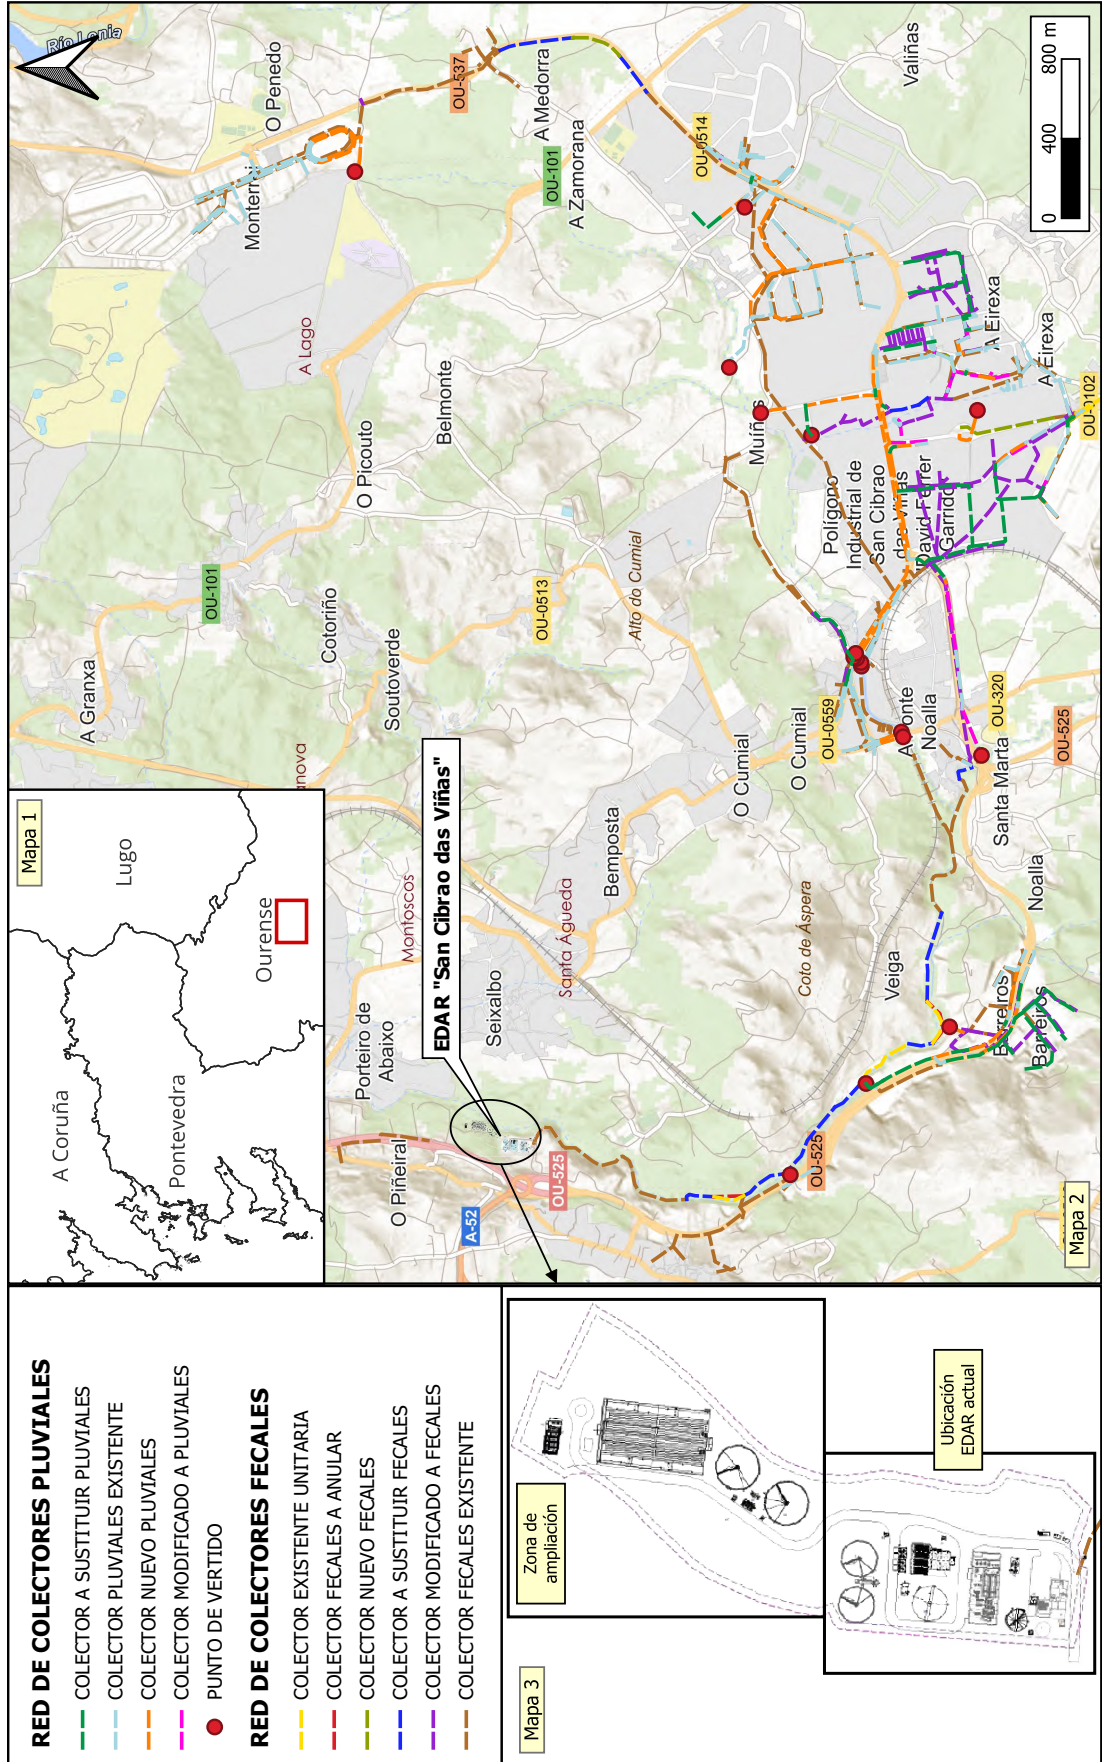 RED DE COLECTORES PLUVIALES
COLECTOR A SUSTITUIR PLUVIALES
COLECTOR PLUVIALES EXISTENTE
COLECTOR NUEVO PLUVIALES
COLECTOR MODIFICADO A PLUVIALES
PUNTO DE VERTIDO
RED DE COLECTORES FECALES
COLECTOR EXISTENTE UNITARIA
COLECTOR FECALES A ANULAR
COLECTOR NUEVO FECALES
COLECTOR A SUSTITUIR FECALES
COLECTOR MODIFICADO A FECALES
COLECTOR FECALES EXISTENTE
Mapa 3
Zona de
ampliación
Ubicación
EDAR actual
Mapa 1
A Coruña
Lugo
Pontevedra
Ourense
Mapa 2
EDAR "San Cibrao das Viñas"
Río Lonia
O Penedo
Monterrei
OU-537
A Medorra
A Zamorana
OU-101
OU-0514
Valiñas
A Lago
O Picouto
Belmonte
Muíños
A Eirexa
A Eirexa
OU-0102
Polígono
Industrial de
San Cibrao
das Viñas
"David Ferrer
Garrido"
OU-101
A Granxa
Cotoriño
Soutoverde
OU-0513
Alto do Cumial
anova
Montoscos
Porteiro de
Abaixo
Seixalbo
Santa Águeda
Bemposta
O Cumial
O Cumial
OU-0559
Noalla
OU-320
OU-525
Santa Marta
Noalla
Coto de Áspera
Veiga
Barreiros
Barreiros
OU-525
O Piñeiral
A-52
OU-525
0
400
800 m